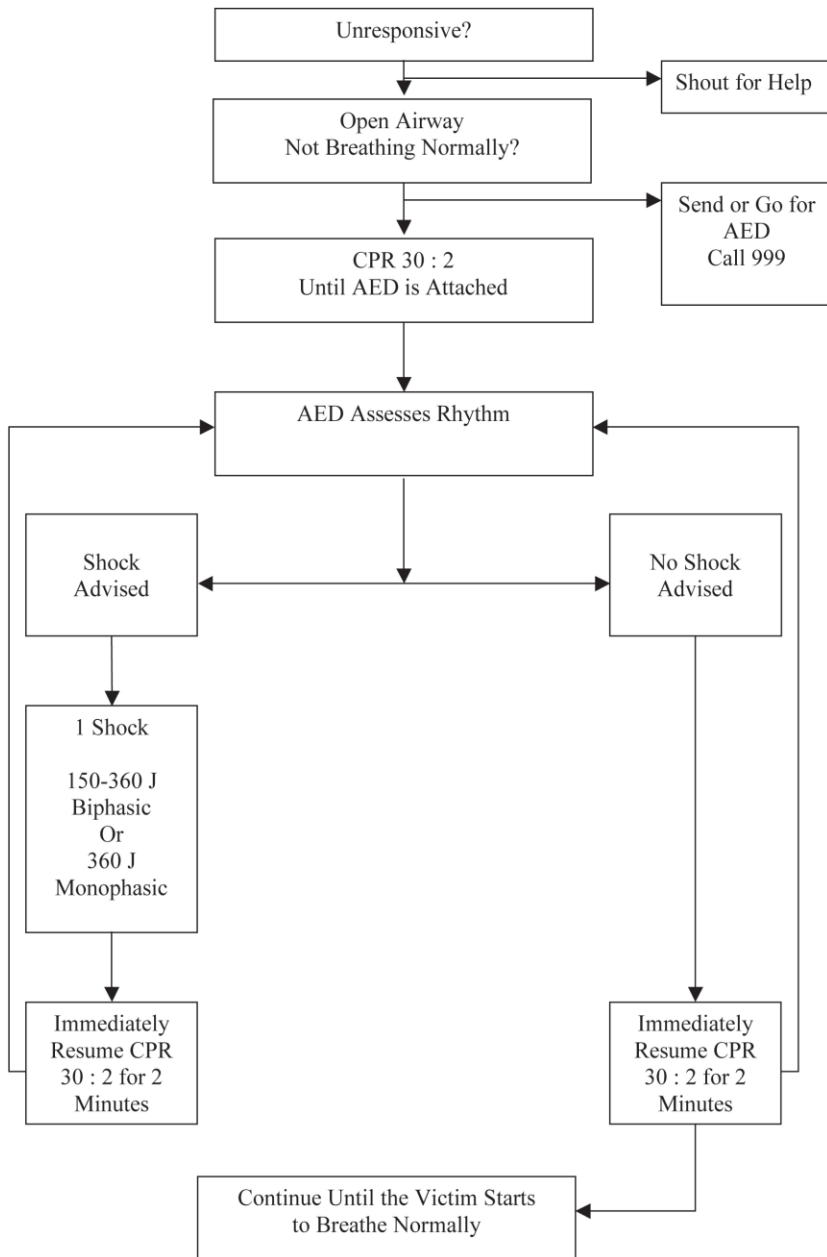 Unresponsive?
Shout for Help
Open Airway
Not Breathing Normally?
Send or Go for
AED
Call 999
CPR 30 : 2
Until AED is Attached
AED Assesses Rhythm
Shock
Advised
No Shock
Advised
1 Shock
150-360 J
Biphasic
Or
360 J
Monophasic
Immediately
Resume CPR
30 : 2 for 2
Minutes
Immediately
Resume CPR
30 : 2 for 2
Minutes
Continue Until the Victim Starts
to Breathe Normally